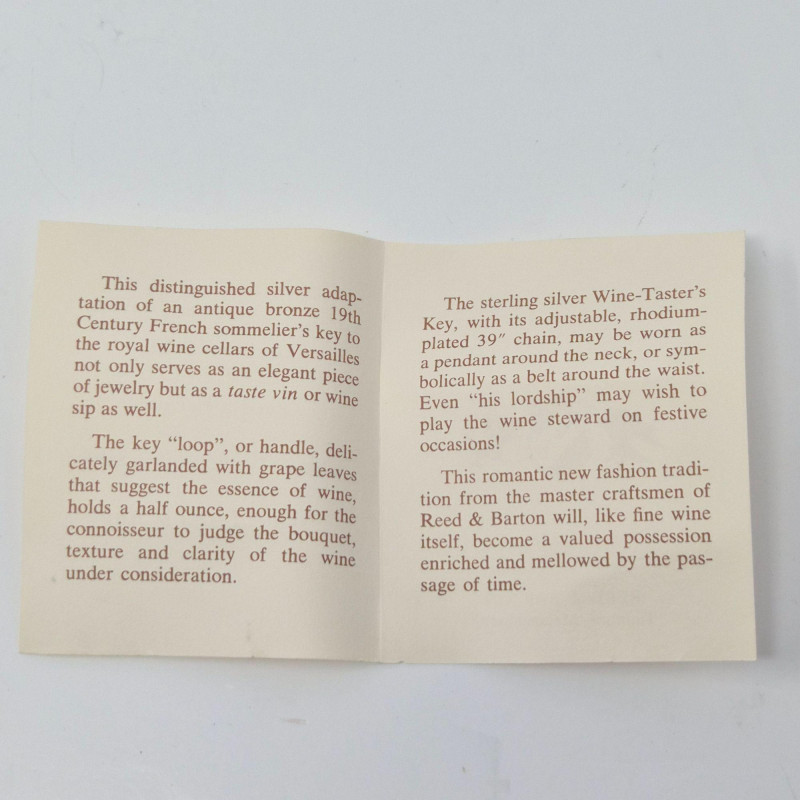 This distinguished silver adap-
tation of an antique bronze 19th
Century French sommelier's key to
the royal wine cellars of Versailles
not only serves as an elegant piece
of jewelry but as a taste vin or wine
sip as well.
The key "loop", or handle, deli-
cately garlanded with grape leaves
that suggest the essence of wine,
holds a half ounce, enough for the
connoisseur to judge the bouquet,
texture and clarity of the wine
under consideration.
The sterling silver Wine-Taster's
Key, with its adjustable, rhodium-
plated 39″ chain, may be worn as
a pendant around the neck, or sym-
bolically as a belt around the waist.
Even "his lordship" may wish to
play the wine steward on festive
occasions!
This romantic new fashion tradi-
tion from the master craftsmen of
Reed & Barton will, like fine wine
itself, become a valued possession
enriched and mellowed by the pas-
sage of time.